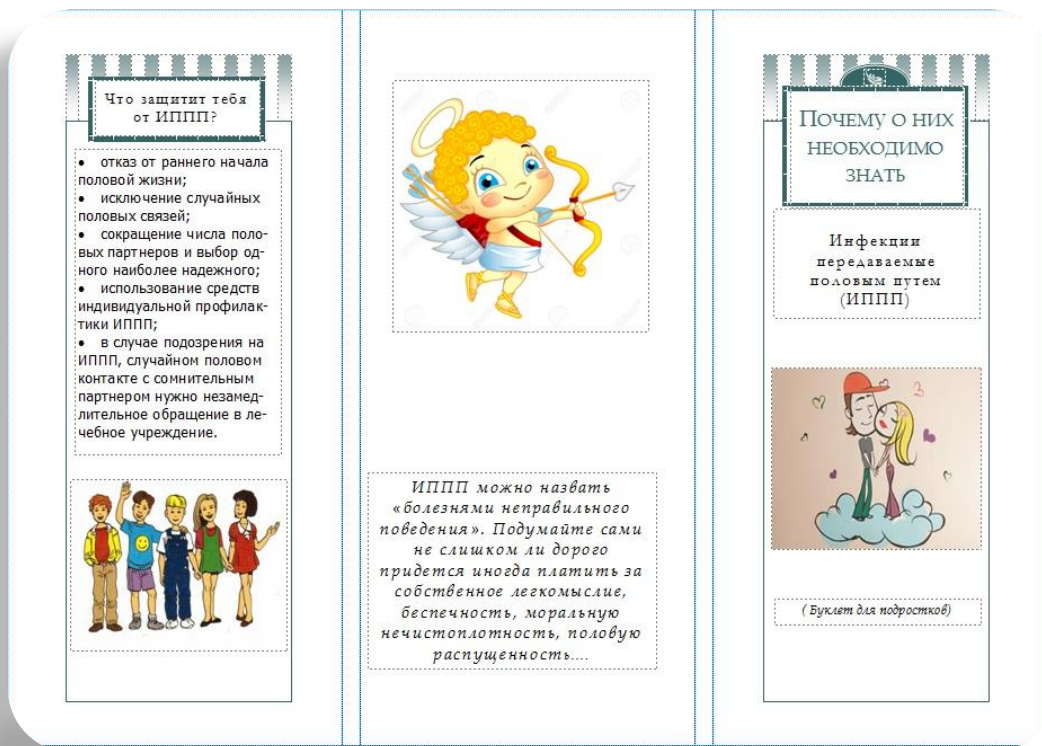 Что защитит тебя
от ИППП?
• отказ от раннего начала
половой жизни;
• исключение случайных
половых связей;
• сокращение числа поло-
вых партнеров и выбор од-
ного наиболее надежного;
• использование средств
индивидуальной профилак-
тики ИППП;
• в случае подозрения на
ИППП, случайном половом
контакте с сомнительным
партнером нужно незамед-
лительное обращение в ле-
чебное учреждение.
ИППП можно назвать
«болезнями неправильного
поведения». Подумайте сами
не слишком ли дорого
придется иногда платить за
собственное легкомыслие,
беспечность, моральную
нечистоплотность, половую
распущенность....
Почему о них
необходимо
знать
Инфекции
передаваемые
половым путем
(ИППП)
( Буклет для подростков)